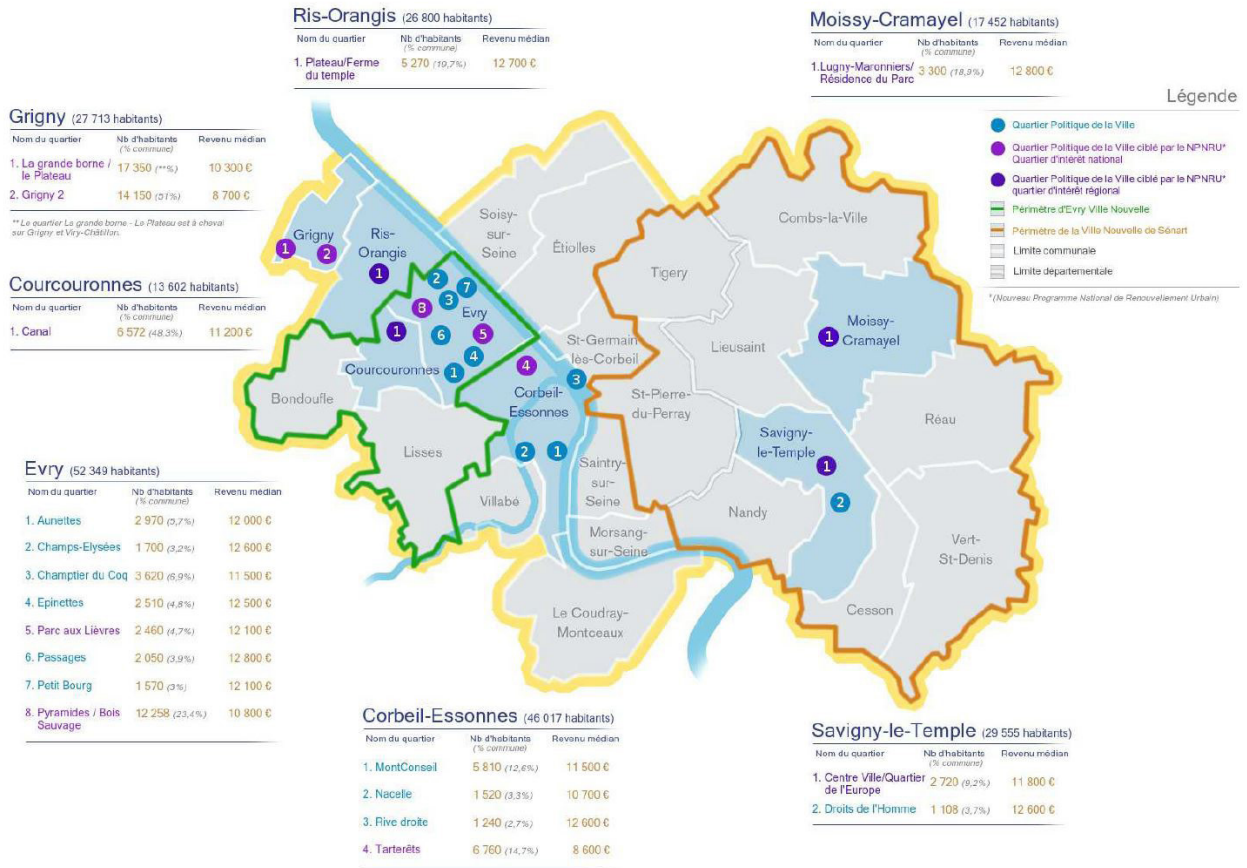 Ris-Orangis (26 800 habitants)
Nom du quartier Nb d'habitants Revenu médian
(% commune)
1. Plateau/Ferme 5 270 (19,7%) 12 700 €
du temple
Moissy-Cramayel (17 452 habitants)
Nom du quartier Nb d'habitants Revenu médian
(% commune)
1.Lugny-Maronniers/ 3 300 (18,9%) 12 800 €
Résidence du Parc
Légende
Quartier Politique de la Ville
Quartier Politique de la Ville ciblé par le NPNRU*
Quartier d'intérêt national
Quartier Politique de la Ville ciblé par le NPNRU*
quartier d'intérêt régional
Périmètre d'Evry Ville Nouvelle
Périmètre de la Ville Nouvelle de Sénart
Limite communale
Limite départementale
*(Nouveau Programme National de Renouvellement Urbain)
Grigny (27 713 habitants)
Nom du quartier Nb d'habitants Revenu médian
(% commune)
1. La grande borne / 17 350 (**%) 10 300 €
le Plateau
2. Grigny 2 14 150 (51%) 8 700 €
** Le quartier La grande borne - Le Plateau est à cheval
sur Grigny et Viry-Châtillon.
Courcouronnes (13 602 habitants)
Nom du quartier Nb d'habitants Revenu médian
(% commune)
1. Canal 6 572 (48,3%) 11 200 €
Evry (52 349 habitants)
Nom du quartier Nb d'habitants Revenu médian
(% commune)
1. Aunettes 2 970 (5,7%) 12 000 €
2. Champs-Elysées 1 700 (3,2%) 12 600 €
3. Champtier du Coq 3 620 (6,9%) 11 500 €
4. Epinettes 2 510 (4,8%) 12 500 €
5. Parc aux Lièvres 2 460 (4,7%) 12 100 €
6. Passages 2 050 (3,9%) 12 800 €
7. Petit Bourg 1 570 (3%) 12 100 €
8. Pyramides / Bois 12 258 (23,4%) 10 800 €
Sauvage
Grigny
1
2
Ris-
Orangis
1
Soisy-
sur-
Seine
Étiolles
Combs-la-Ville
Tigery
2
7
3
8
Evry
6
5
1
4
1
Courcouronnes
Bondoufle
Lisses
St-Germain
lès-Corbeil
4
3
Corbeil-
Essonnes
2
1
Lieusaint
Moissy-
Cramayel
1
St-Pierre-
du-Perray
Réau
Savigny-
le-Temple
1
2
Saintry-
sur-
Seine
Villabé
Morsang-
sur-Seine
Nandy
Vert-
St-Denis
Cesson
Le Coudray-
Montceaux
Corbeil-Essonnes (46 017 habitants)
Nom du quartier Nb d'habitants Revenu médian
(% commune)
1. MontConseil 5 810 (12,6%) 11 500 €
2. Nacelle 1 520 (3,3%) 10 700 €
3. Rive droite 1 240 (2,7%) 12 600 €
4. Tarterêts 6 760 (14,7%) 8 600 €
Savigny-le-Temple (29 555 habitants)
Nom du quartier Nb d'habitants Revenu médian
(% commune)
1. Centre Ville/Quartier 2 720 (9,2%) 11 800 €
de l'Europe
2. Droits de l'Homme 1 108 (3,7%) 12 600 €